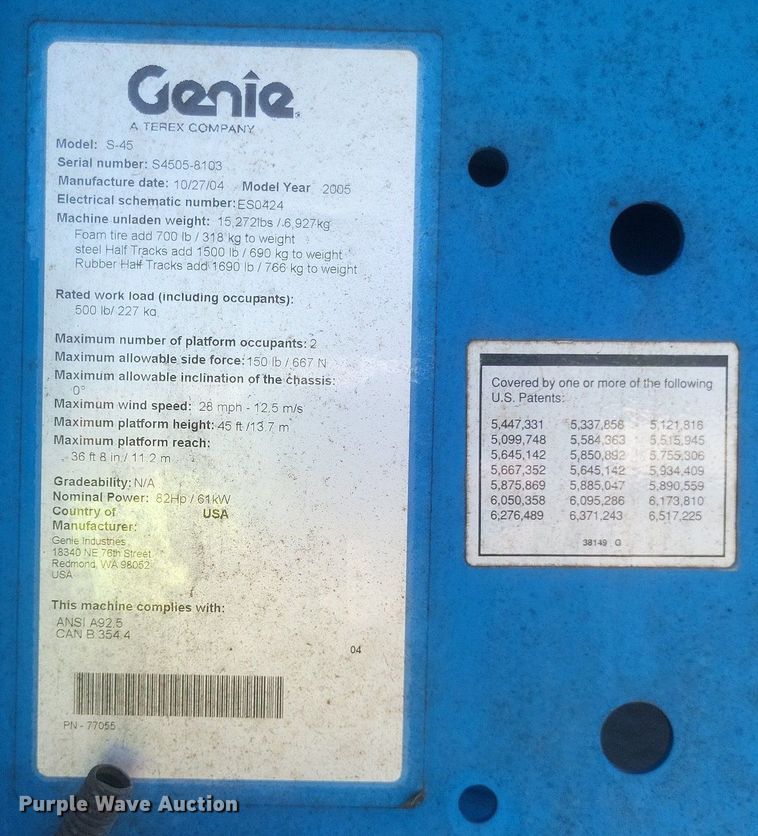 Genie
A TEREX COMPANY
Model: S-45
Serial number: S4505-8103
Manufacture date: 10/27/04 Model Year 2005
Electrical schematic number: ES0424
Machine unladen weight: 15,272lbs / 6,927kg
Foam tire add 700 lb / 318 kg to weight
steel Half Tracks add 1500 lb / 690 kg to weight
Rubber Half Tracks add 1690 lb / 766 kg to weight
Rated work load (including occupants):
500 lb/ 227 kg
Maximum number of platform occupants: 2
Maximum allowable side force: 150 lb / 667 N
Maximum allowable inclination of the chassis:
0°
Maximum wind speed: 28 mph - 12.5 m/s
Maximum platform height: 45 ft /13.7 m
Maximum platform reach:
36 ft 8 in / 11.2 m
Gradeability: N/A
Nominal Power: 82Hp / 61kW
Country of USA
Manufacturer:
Genie Industries
18340 NE 76th Street
Redmond, WA 98052
USA
This machine complies with:
ANSI A92.5
CAN B 354.4
04
PN - 77055
Covered by one or more of the following
U.S. Patents:
5,447,331 5,337,858 5,121,816
5,099,748 5,584,363 5,515,945
5,645,142 5,850,892 5,755,306
5,667,352 5,645,142 5,934,409
5,875,869 5,885,047 5,890,559
6,050,358 6,095,286 6,173,810
6,276,489 6,371,243 6,517,225
38149 G
Purple Wave Auction